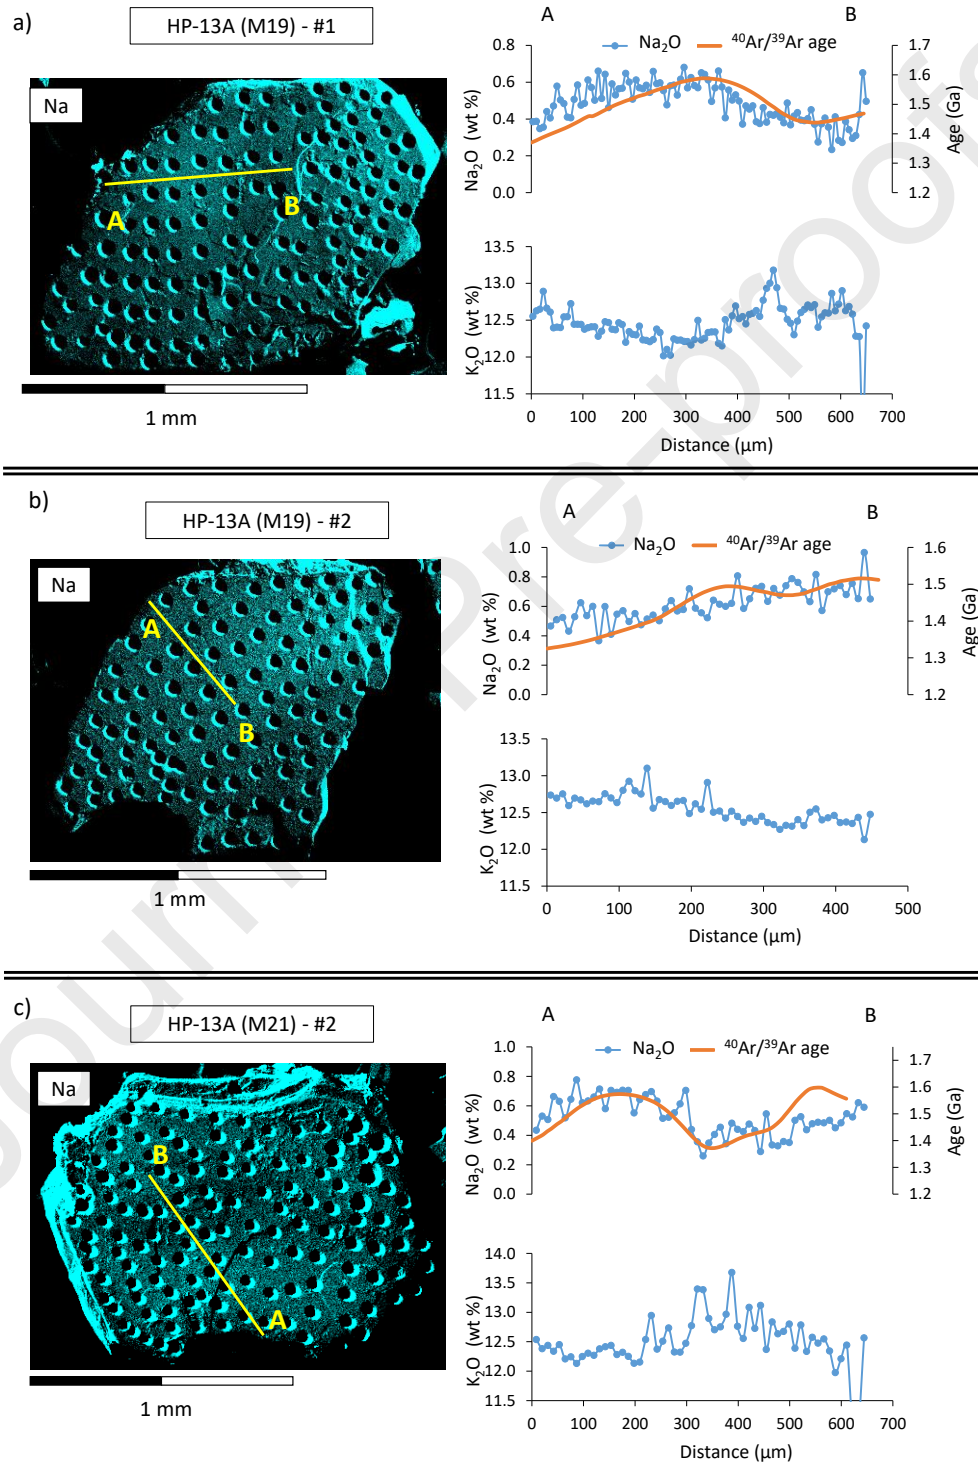 a)
HP-13A (M19) - #1
Na
A
B
1 mm
A B
Na₂O ⁴⁰Ar/³⁹Ar age
0.8
0.6
0.4
0.2
0.0
Na₂O (wt %)
1.7
1.6
1.5
1.4
1.3
1.2
Age (Ga)
13.5
13.0
12.5
12.0
11.5
K₂O (wt %)
0 100 200 300 400 500 600 700
Distance (µm)
b)
HP-13A (M19) - #2
Na
A
B
1 mm
A B
Na₂O ⁴⁰Ar/³⁹Ar age
1.0
0.8
0.6
0.4
0.2
0.0
Na₂O (wt %)
1.6
1.5
1.4
1.3
1.2
Age (Ga)
13.5
13.0
12.5
12.0
11.5
K₂O (wt %)
0 100 200 300 400 500
Distance (µm)
c)
HP-13A (M21) - #2
Na
B
A
1 mm
A B
Na₂O ⁴⁰Ar/³⁹Ar age
1.0
0.8
0.6
0.4
0.2
0.0
Na₂O (wt %)
1.7
1.6
1.5
1.4
1.3
1.2
Age (Ga)
14.0
13.5
13.0
12.5
12.0
11.5
K₂O (wt %)
0 100 200 300 400 500 600 700
Distance (µm)
Journal Pre-proofs